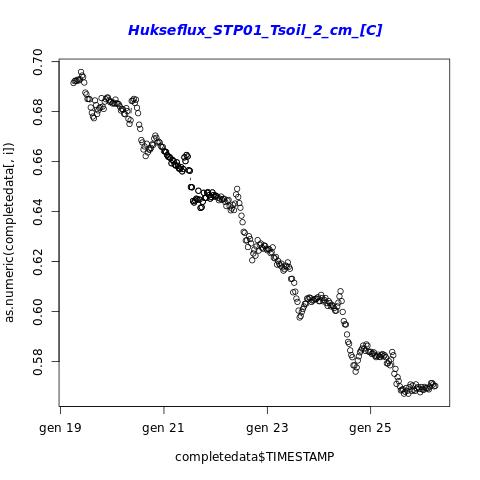 Hukseflux_STP01_Tsoil_2_cm_[C]
as.numeric(completedata[, i])
0.70
0.68
0.66
0.64
0.62
0.60
0.58
gen 19 gen 21 gen 23 gen 25
completedata$TIMESTAMP